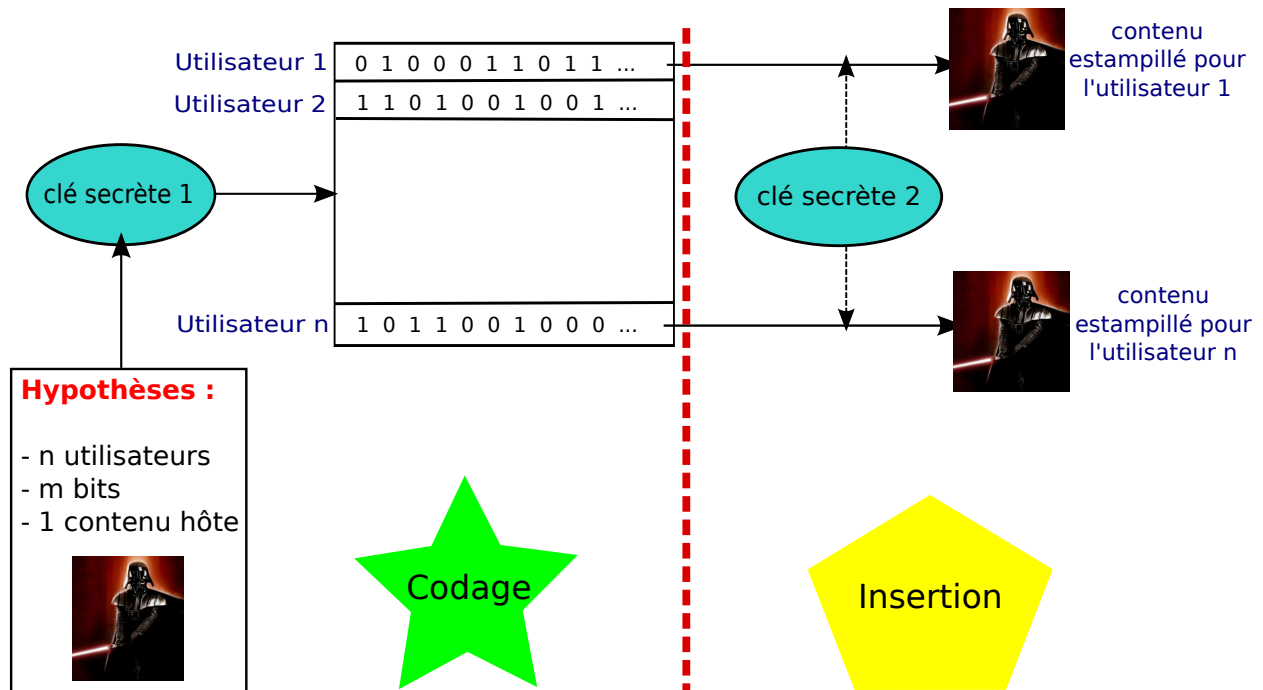 Utilisateur 1
0 1 0 0 0 1 1 0 1 1 ...
contenu
estampillé pour
l'utilisateur 1
Utilisateur 2
1 1 0 1 0 0 1 0 0 1 ...
clé secrète 1
clé secrète 2
Utilisateur n
1 0 1 1 0 0 1 0 0 0 ...
contenu
estampillé pour
l'utilisateur n
Hypothèses :
- n utilisateurs
- m bits
- 1 contenu hôte
Codage
Insertion